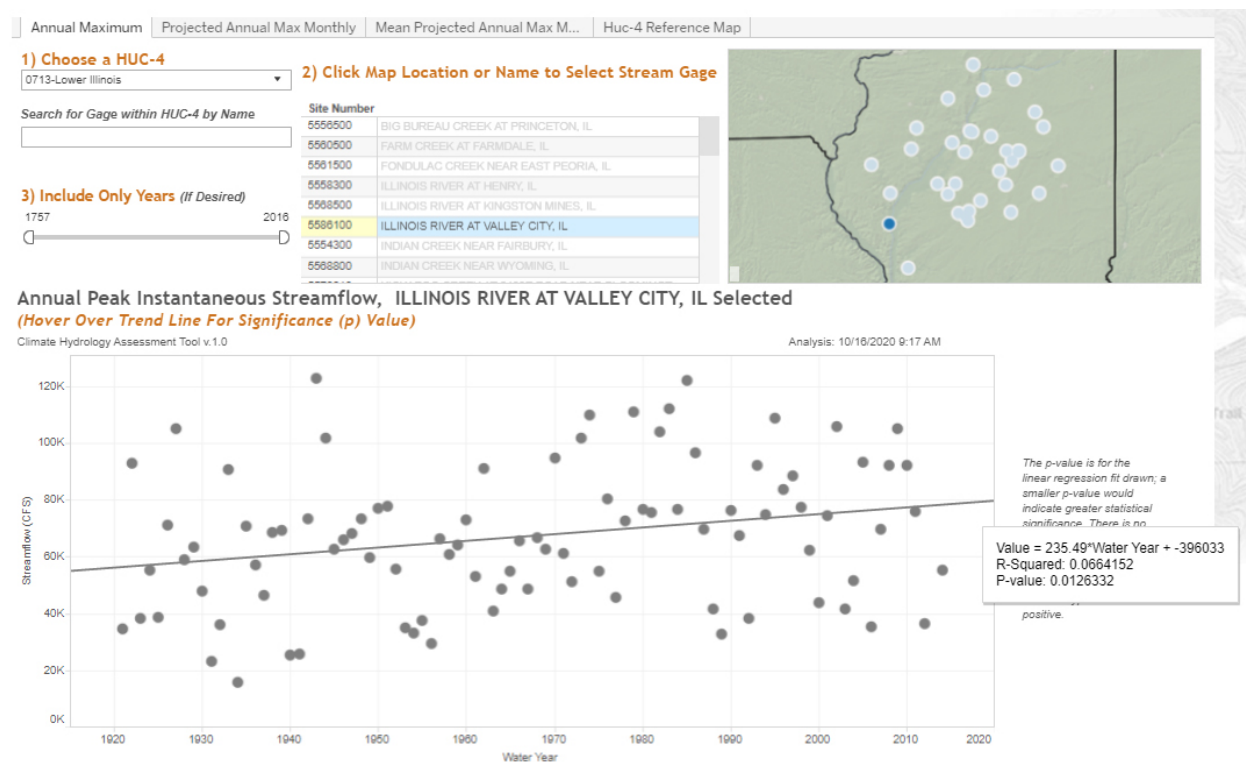 Annual Maximum
Projected Annual Max Monthly
Mean Projected Annual Max M...
Huc-4 Reference Map
1) Choose a HUC-4
0713-Lower Illinois
Search for Gage within HUC-4 by Name
3) Include Only Years (If Desired)
1757 2016
2) Click Map Location or Name to Select Stream Gage
Site Number
5556500 BIG BUREAU CREEK AT PRINCETON, IL
5560500 FARM CREEK AT FARMDALE, IL
5561500 FONDULAC CREEK NEAR EAST PEORIA, IL
5558300 ILLINOIS RIVER AT HENRY, IL
5568500 ILLINOIS RIVER AT KINGSTON MINES, IL
5586100 ILLINOIS RIVER AT VALLEY CITY, IL
5554300 INDIAN CREEK NEAR FAIRBURY, IL
5568800 INDIAN CREEK NEAR WYOMING, IL
Annual Peak Instantaneous Streamflow, ILLINOIS RIVER AT VALLEY CITY, IL Selected
(Hover Over Trend Line For Significance (p) Value)
Climate Hydrology Assessment Tool v.1.0
Analysis: 10/16/2020 9:17 AM
Streamflow (CFS)
120K
100K
80K
60K
40K
20K
0K
1920 1930 1940 1950 1960 1970 1980 1990 2000 2010 2020
Water Year
The p-value is for the
linear regression fit drawn; a
smaller p-value would
indicate greater statistical
significance. There is no
Value = 235.49*Water Year + -396033
R-Squared: 0.0664152
P-value: 0.0126332
positive.